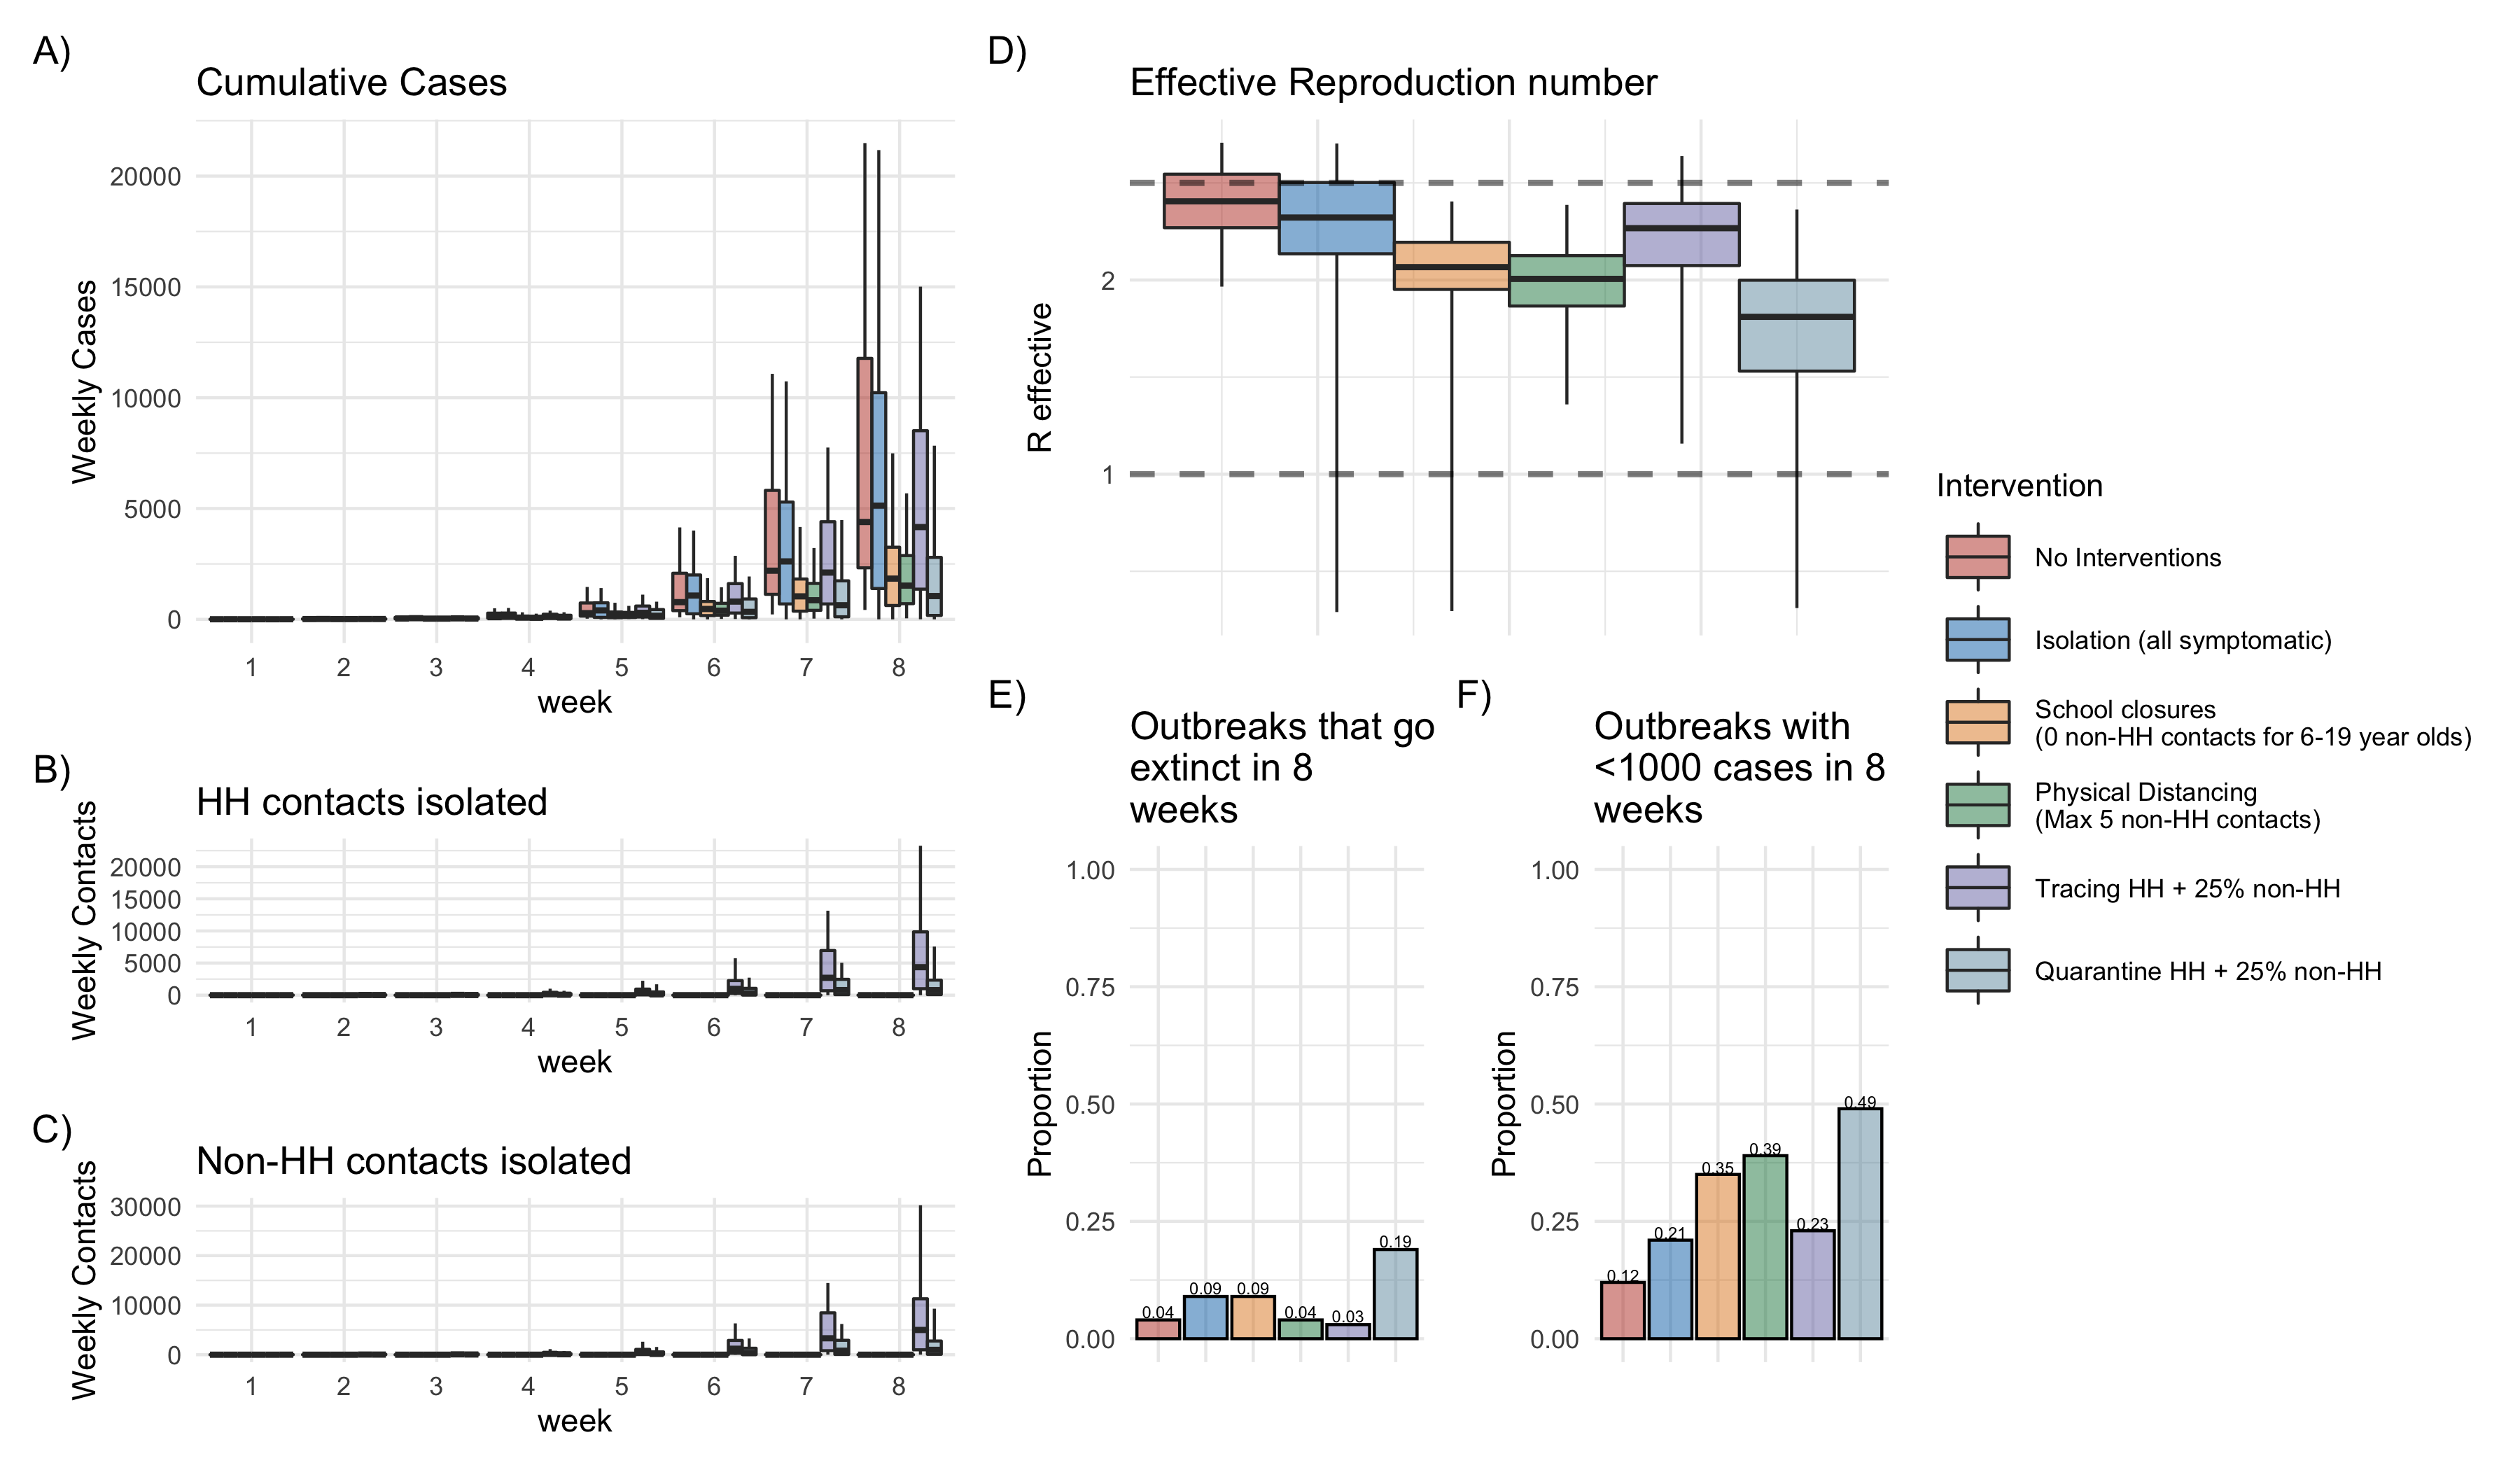 A)
Cumulative Cases
Weekly Cases
20000
15000
10000
5000
0
1 2 3 4 5 6 7 8
week
B)
HH contacts isolated
Weekly Contacts
20000
15000
10000
5000
0
1 2 3 4 5 6 7 8
week
C)
Non-HH contacts isolated
Weekly Contacts
30000
20000
10000
0
1 2 3 4 5 6 7 8
week
D)
Effective Reproduction number
R effective
2
1
E)
Outbreaks that go
extinct in 8
weeks
Proportion
1.00
0.75
0.50
0.25
0.00
0.04 0.09 0.09 0.04 0.03 0.19
F)
Outbreaks with
<1000 cases in 8
weeks
Proportion
1.00
0.75
0.50
0.25
0.00
0.12 0.21 0.35 0.39 0.23 0.49
Intervention
No Interventions
Isolation (all symptomatic)
School closures
(0 non-HH contacts for 6-19 year olds)
Physical Distancing
(Max 5 non-HH contacts)
Tracing HH + 25% non-HH
Quarantine HH + 25% non-HH